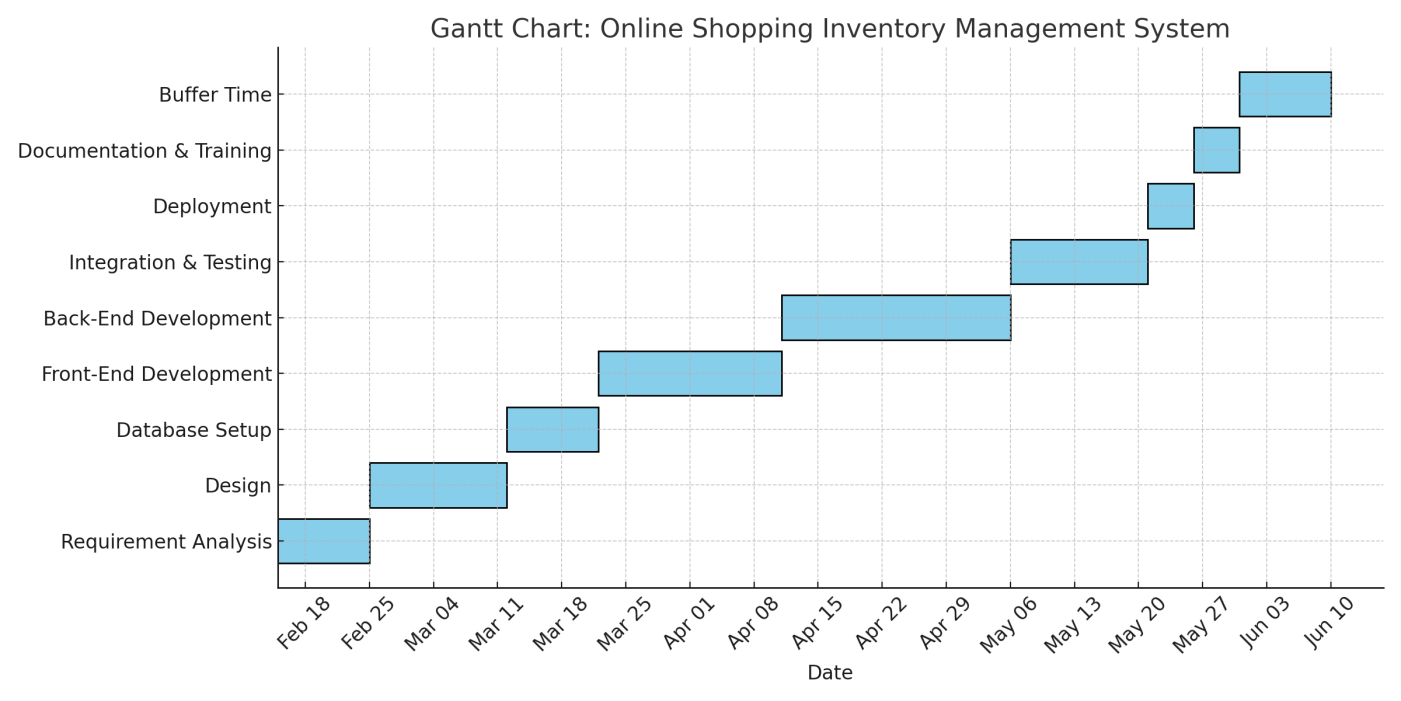 Gantt Chart: Online Shopping Inventory Management System
Buffer Time
Documentation & Training
Deployment
Integration & Testing
Back-End Development
Front-End Development
Database Setup
Design
Requirement Analysis
Feb 18
Feb 25
Mar 04
Mar 11
Mar 18
Mar 25
Apr 01
Apr 08
Apr 15
Apr 22
Apr 29
May 06
May 13
May 20
May 27
Jun 03
Jun 10
Date